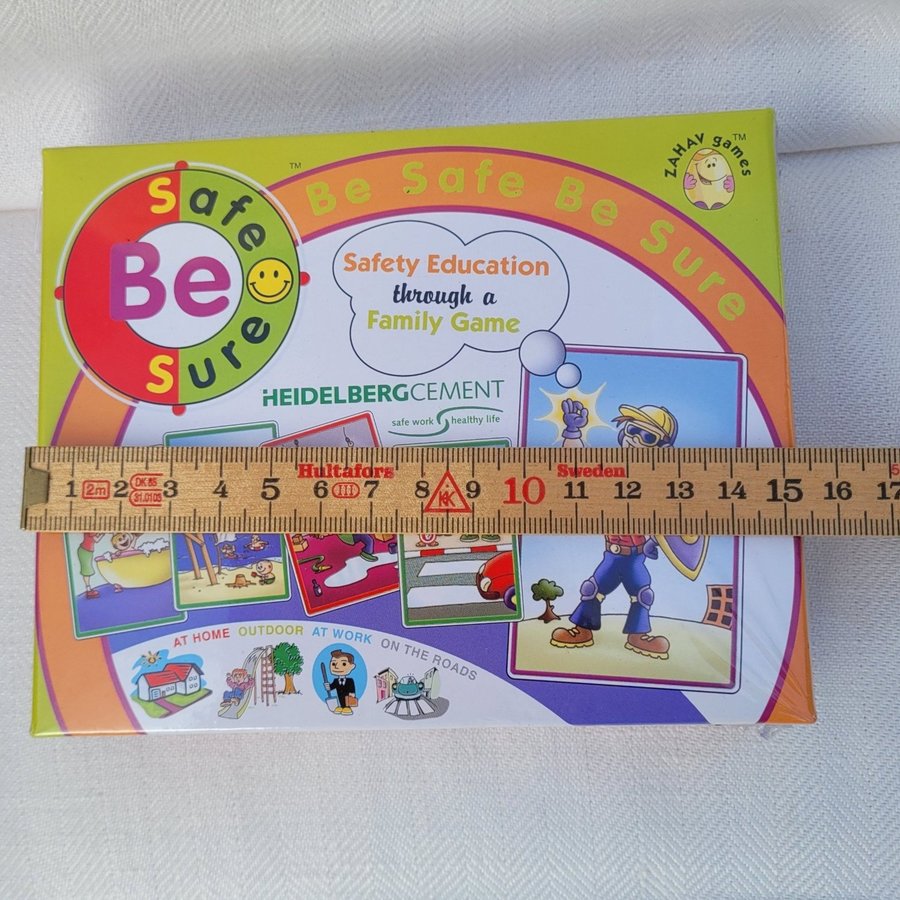 Safe
Be
Sure
TM
Be Safe Be Sure
ZAHAV games TM
Safety Education
through a
Family Game
HEIDELBERGCEMENT
safe work healthy life
Hultafors Sweden
1 2m 2 3 4 5 6 7 8 9 10 11 12 13 14 15 16 17
AT HOME OUTDOOR AT WORK ON THE ROADS